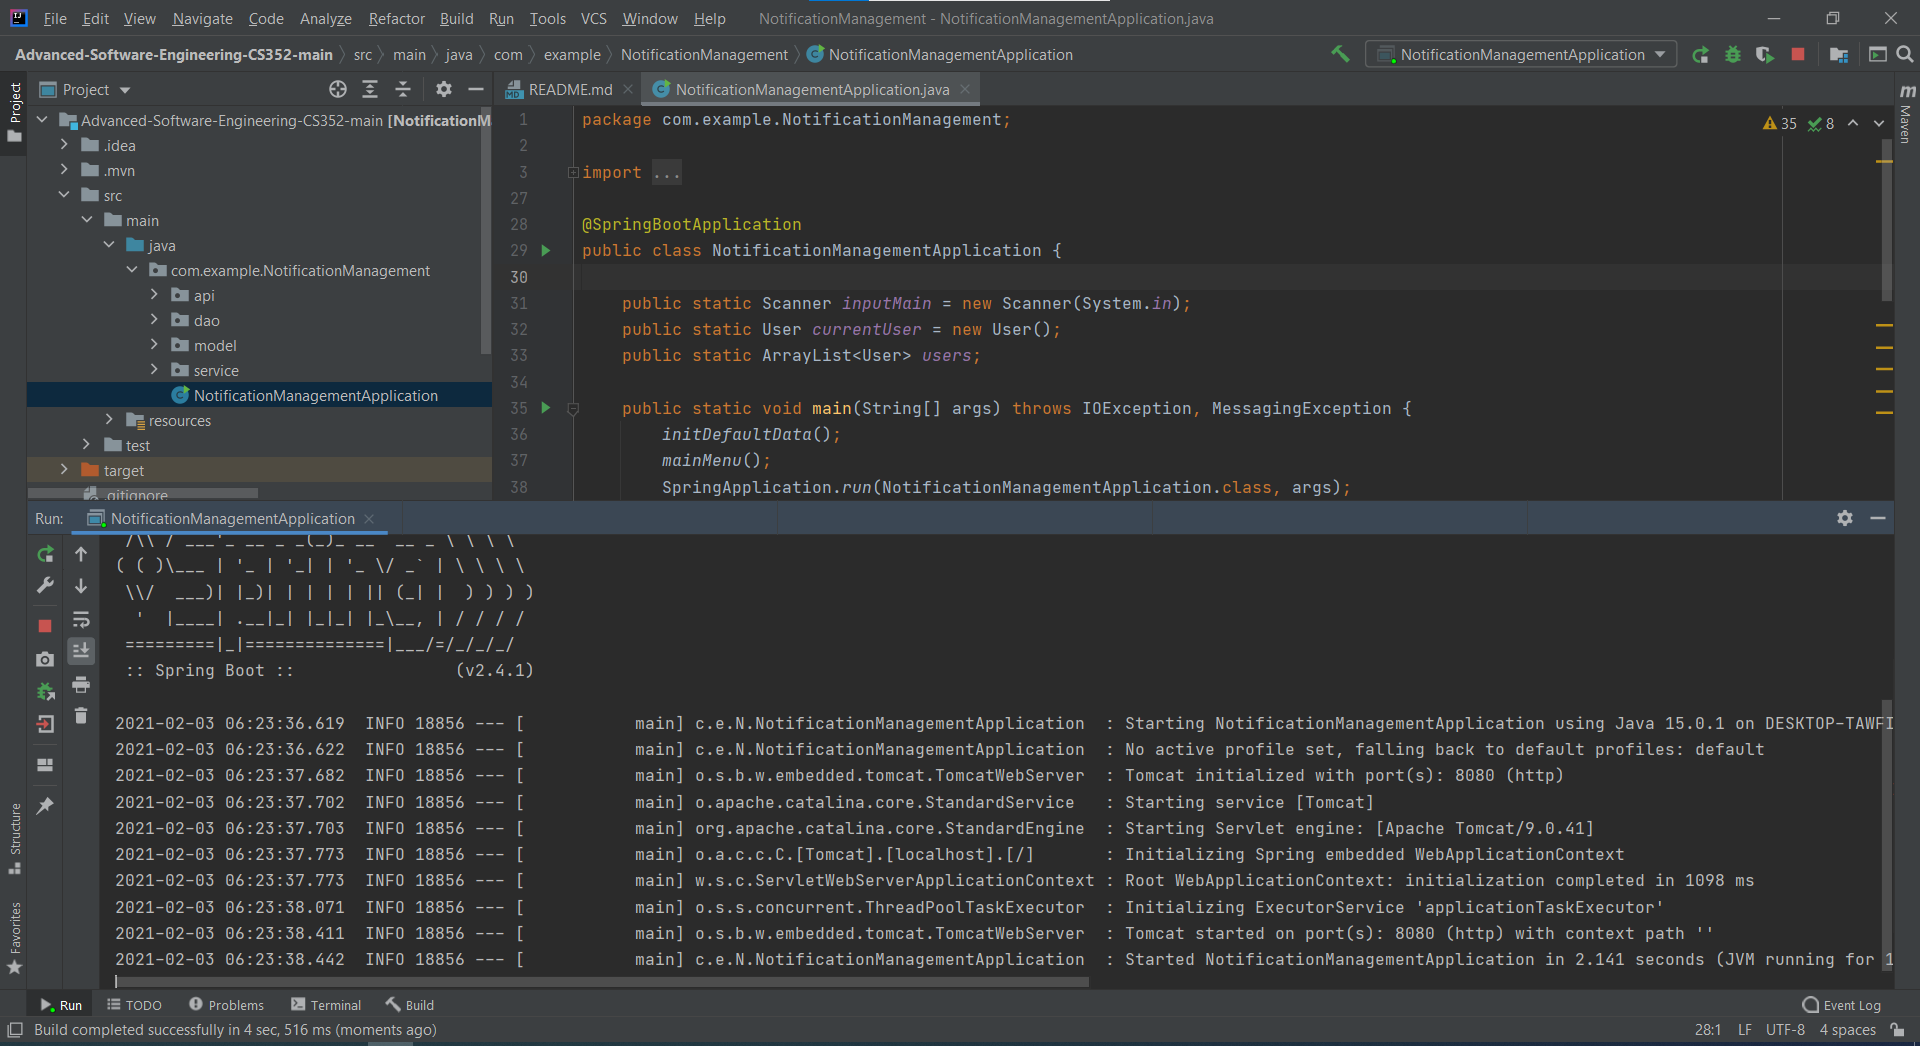 File Edit View Navigate Code Analyze Refactor Build Run Tools VCS Window Help NotificationManagement - NotificationManagementApplication.java
Advanced-Software-Engineering-CS352-main src main java com example NotificationManagement NotificationManagementApplication NotificationManagementApplication
Project
README.md
NotificationManagementApplication.java
Project
Maven
Advanced-Software-Engineering-CS352-main [NotificationM
.idea
.mvn
src
main
java
com.example.NotificationManagement
api
dao
model
service
NotificationManagementApplication
resources
test
target
.gitignore
35 8
1 package com.example.NotificationManagement;
2
3 import ...
27
28 @SpringBootApplication
29 public class NotificationManagementApplication {
30
31 public static Scanner inputMain = new Scanner(System.in);
32 public static User currentUser = new User();
33 public static ArrayList<User> users;
34
35 public static void main(String[] args) throws IOException, MessagingException {
36 initDefaultData();
37 mainMenu();
38 SpringApplication.run(NotificationManagementApplication.class, args);
Run: NotificationManagementApplication
/\\ / ___'_ __ _ _(_)_ __  __ _ \ \ \ \
( ( )\___ | '_ | '_| | '_ \/ _` | \ \ \ \
\\/  ___)| |_)| | | | | || (_| |  ) ) ) )
'  |____| .__|_| |_|_| |_\__, | / / / /
=========|_|==============|___/=/_/_/_/
:: Spring Boot :: (v2.4.1)
2021-02-03 06:23:36.619 INFO 18856 --- [ main] c.e.N.NotificationManagementApplication : Starting NotificationManagementApplication using Java 15.0.1 on DESKTOP-TAWFI
2021-02-03 06:23:36.622 INFO 18856 --- [ main] c.e.N.NotificationManagementApplication : No active profile set, falling back to default profiles: default
2021-02-03 06:23:37.682 INFO 18856 --- [ main] o.s.b.w.embedded.tomcat.TomcatWebServer : Tomcat initialized with port(s): 8080 (http)
2021-02-03 06:23:37.702 INFO 18856 --- [ main] o.apache.catalina.core.StandardService : Starting service [Tomcat]
2021-02-03 06:23:37.703 INFO 18856 --- [ main] org.apache.catalina.core.StandardEngine : Starting Servlet engine: [Apache Tomcat/9.0.41]
2021-02-03 06:23:37.773 INFO 18856 --- [ main] o.a.c.c.C.[Tomcat].[localhost].[/] : Initializing Spring embedded WebApplicationContext
2021-02-03 06:23:37.773 INFO 18856 --- [ main] w.s.c.ServletWebServerApplicationContext : Root WebApplicationContext: initialization completed in 1098 ms
2021-02-03 06:23:38.071 INFO 18856 --- [ main] o.s.s.concurrent.ThreadPoolTaskExecutor : Initializing ExecutorService 'applicationTaskExecutor'
2021-02-03 06:23:38.411 INFO 18856 --- [ main] o.s.b.w.embedded.tomcat.TomcatWebServer : Tomcat started on port(s): 8080 (http) with context path ''
2021-02-03 06:23:38.442 INFO 18856 --- [ main] c.e.N.NotificationManagementApplication : Started NotificationManagementApplication in 2.141 seconds (JVM running for 1
Structure
Favorites
Run TODO Problems Terminal Build Event Log
Build completed successfully in 4 sec, 516 ms (moments ago) 28:1 LF UTF-8 4 spaces